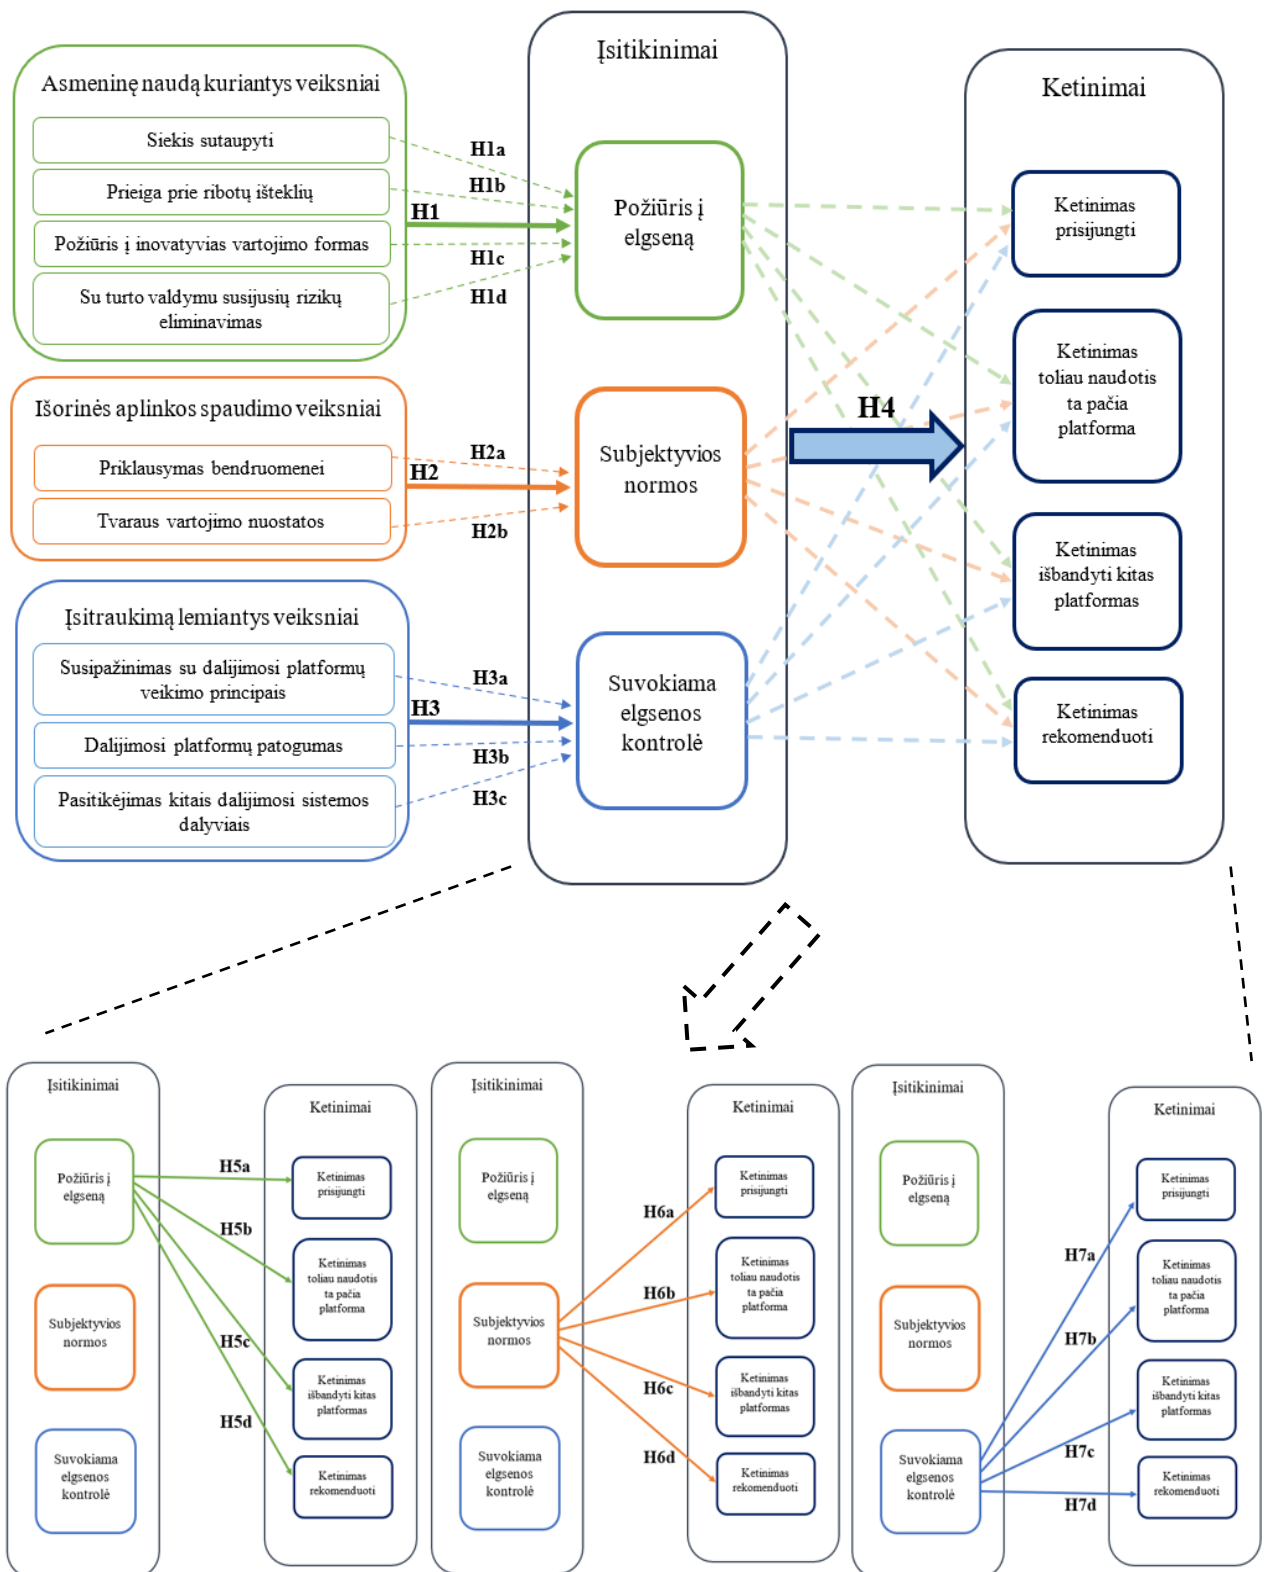 Asmeninę naudą kuriantys veiksniai
Siekis sutaupyti
Prieiga prie ribotų išteklių
Požiūris į inovatyvias vartojimo formas
Su turto valdymu susijusių rizikų
eliminavimas
H1a
H1b
H1
H1c
H1d
Išorinės aplinkos spaudimo veiksniai
Priklausymas bendruomenei
Tvaraus vartojimo nuostatos
H2a
H2
H2b
Įsitraukimą lemiantys veiksniai
Susipažinimas su dalijimosi platformų
veikimo principais
Dalijimosi platformų patogumas
Pasitikėjimas kitais dalijimosi sistemos
dalyviais
H3a
H3
H3b
H3c
Įsitikinimai
Požiūris į
elgseną
Subjektyvios
normos
Suvokiama
elgsenos
kontrolė
H4
Ketinimai
Ketinimas
prisijungti
Ketinimas
toliau naudotis
ta pačia
platforma
Ketinimas
išbandyti kitas
platformas
Ketinimas
rekomenduoti
Įsitikinimai
Požiūris į
elgseną
Subjektyvios
normos
Suvokiama
elgsenos
kontrolė
H5a
H5b
H5c
H5d
Ketinimai
Ketinimas
prisijungti
Ketinimas
toliau naudotis
ta pačia
platforma
Ketinimas
išbandyti kitas
platformas
Ketinimas
rekomenduoti
Įsitikinimai
Požiūris į
elgseną
Subjektyvios
normos
Suvokiama
elgsenos
kontrolė
H6a
H6b
H6c
H6d
Ketinimai
Ketinimas
prisijungti
Ketinimas
toliau naudotis
ta pačia
platforma
Ketinimas
išbandyti kitas
platformas
Ketinimas
rekomenduoti
Įsitikinimai
Požiūris į
elgseną
Subjektyvios
normos
Suvokiama
elgsenos
kontrolė
H7a
H7b
H7c
H7d
Ketinimai
Ketinimas
prisijungti
Ketinimas
toliau naudotis
ta pačia
platforma
Ketinimas
išbandyti kitas
platformas
Ketinimas
rekomenduoti